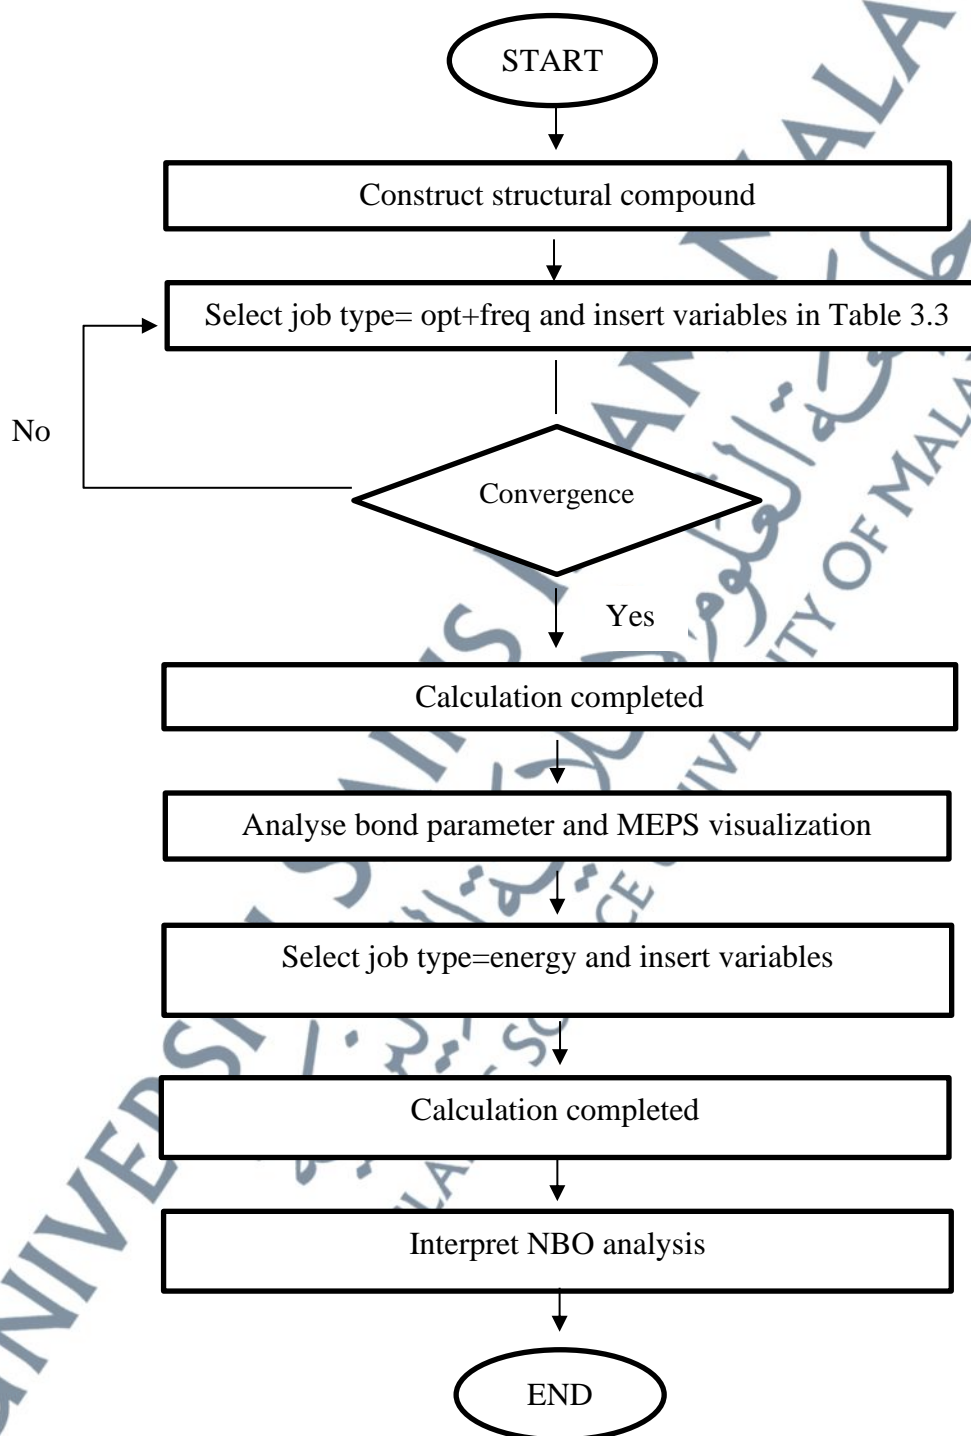 START
Construct structural compound
Select job type= opt+freq and insert variables in Table 3.3
No
Convergence
Yes
Calculation completed
Analyse bond parameter and MEPS visualization
Select job type=energy and insert variables
Calculation completed
Interpret NBO analysis
END